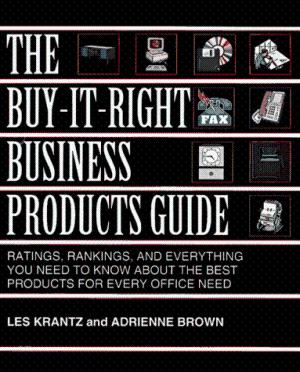 THE
BUY-IT-RIGHT
FAX
BUSINESS
PRODUCTS GUIDE
RATINGS, RANKINGS, AND EVERYTHING
YOU NEED TO KNOW ABOUT THE BEST
PRODUCTS FOR EVERY OFFICE NEED
LES KRANTZ and ADRIENNE BROWN